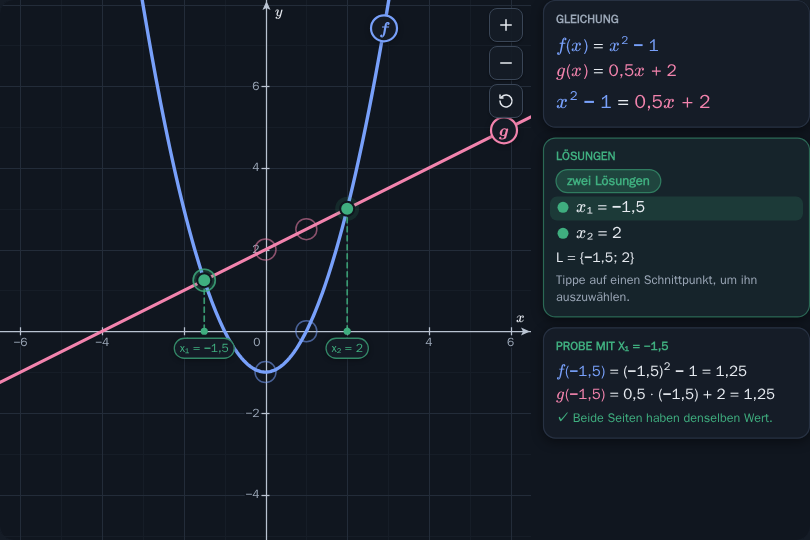 y
f
+
−
g
6
4
2
x
−6
−4
0
4
6
x₁ = −1,5
x₂ = 2
−2
−4
GLEICHUNG
f(x) = x² − 1
g(x) = 0,5x + 2
x² − 1 = 0,5x + 2
LÖSUNGEN
zwei Lösungen
x₁ = −1,5
x₂ = 2
L = {−1,5; 2}
Tippe auf einen Schnittpunkt, um ihn
auszuwählen.
PROBE MIT X₁ = −1,5
f(−1,5) = (−1,5)² − 1 = 1,25
g(−1,5) = 0,5 · (−1,5) + 2 = 1,25
✓ Beide Seiten haben denselben Wert.